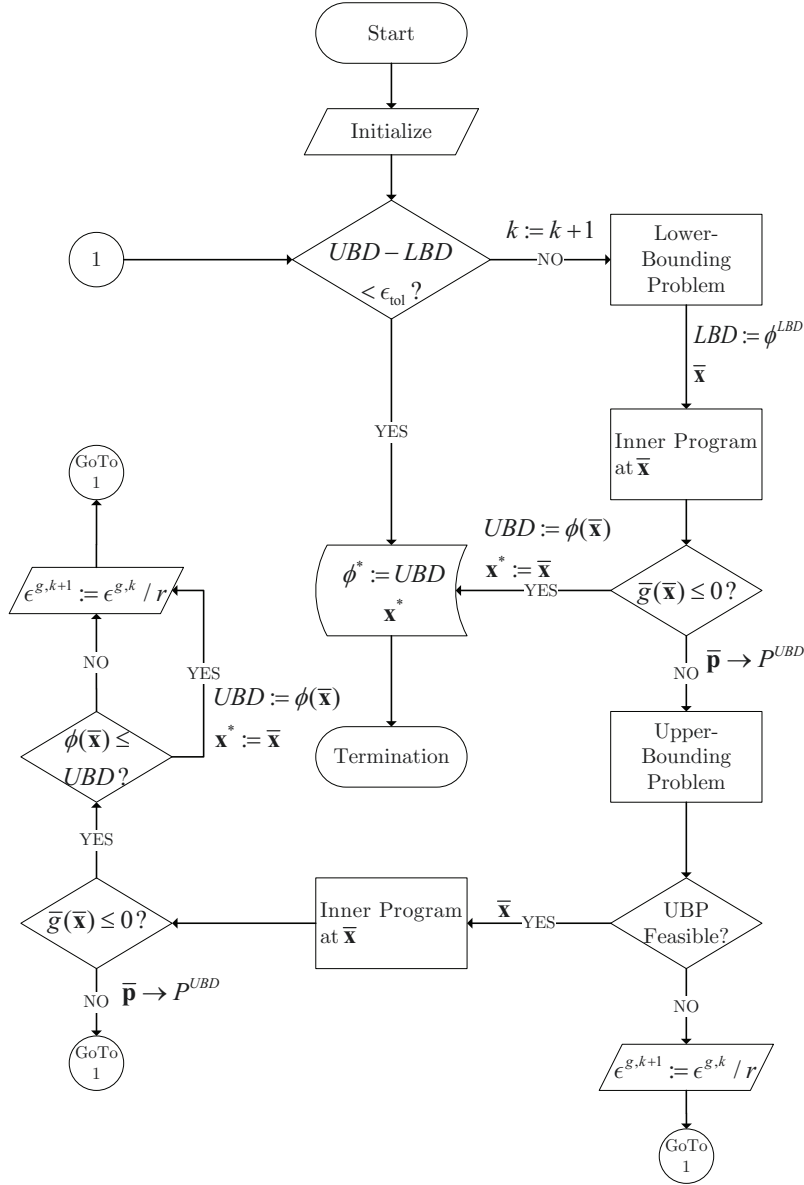 Start
Initialize
1
UBD − LBD
< ϵ_tol ?
k := k + 1
NO
Lower-
Bounding
Problem
LBD := ϕ^LBD
x̄
YES
Inner Program
at x̄
GoTo
1
UBD := ϕ(x̄)
x* := x̄
YES
ϕ* := UBD
x*
ḡ(x̄) ≤ 0 ?
ϵ^{g,k+1} := ϵ^{g,k} / r
NO
p̄ → P^UBD
NO
YES
UBD := ϕ(x̄)
x* := x̄
ϕ(x̄) ≤
UBD ?
Termination
Upper-
Bounding
Problem
YES
ḡ(x̄) ≤ 0 ?
Inner Program
at x̄
x̄
YES
UBP
Feasible?
NO
p̄ → P^UBD
GoTo
1
NO
ϵ^{g,k+1} := ϵ^{g,k} / r
GoTo
1